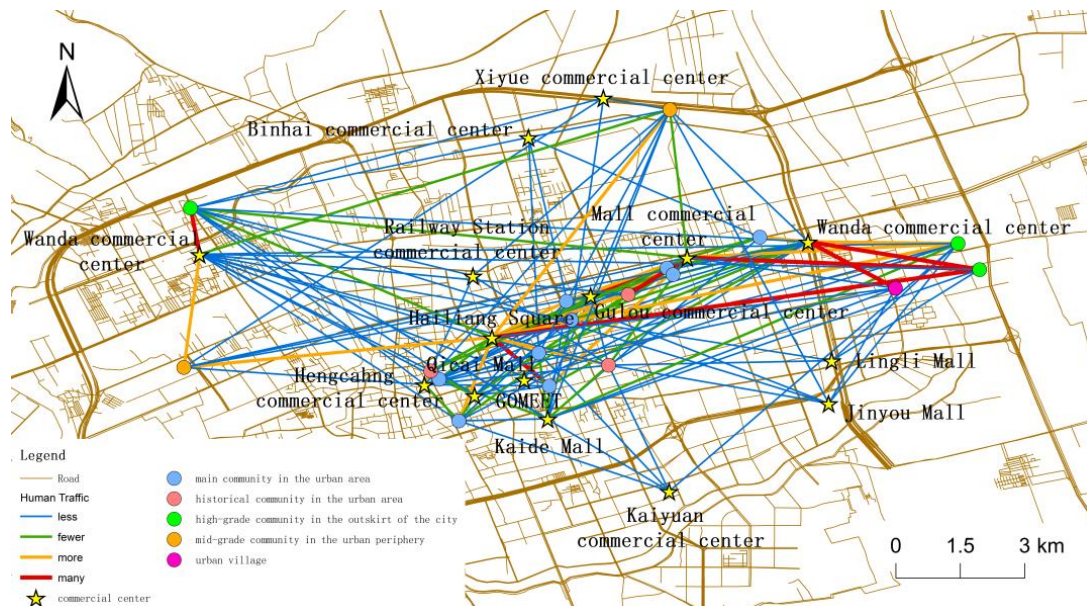 N
Xiyue commercial center
Binhai commercial center
Mall commercial
center
Railway Station
commercial center
Wanda commercial
center
Wanda commercial center
Hailiang Square
Gulou commercial center
Qicai Mall
Hengcahng
commercial center
GOMEET
Kaide Mall
Lingli Mall
Jinyou Mall
Kaiyuan
commercial center
Legend
Road
Human Traffic
less
fewer
more
many
commercial center
main community in the urban area
historical community in the urban area
high-grade community in the outskirt of the city
mid-grade community in the urban periphery
urban village
0 1.5 3 km